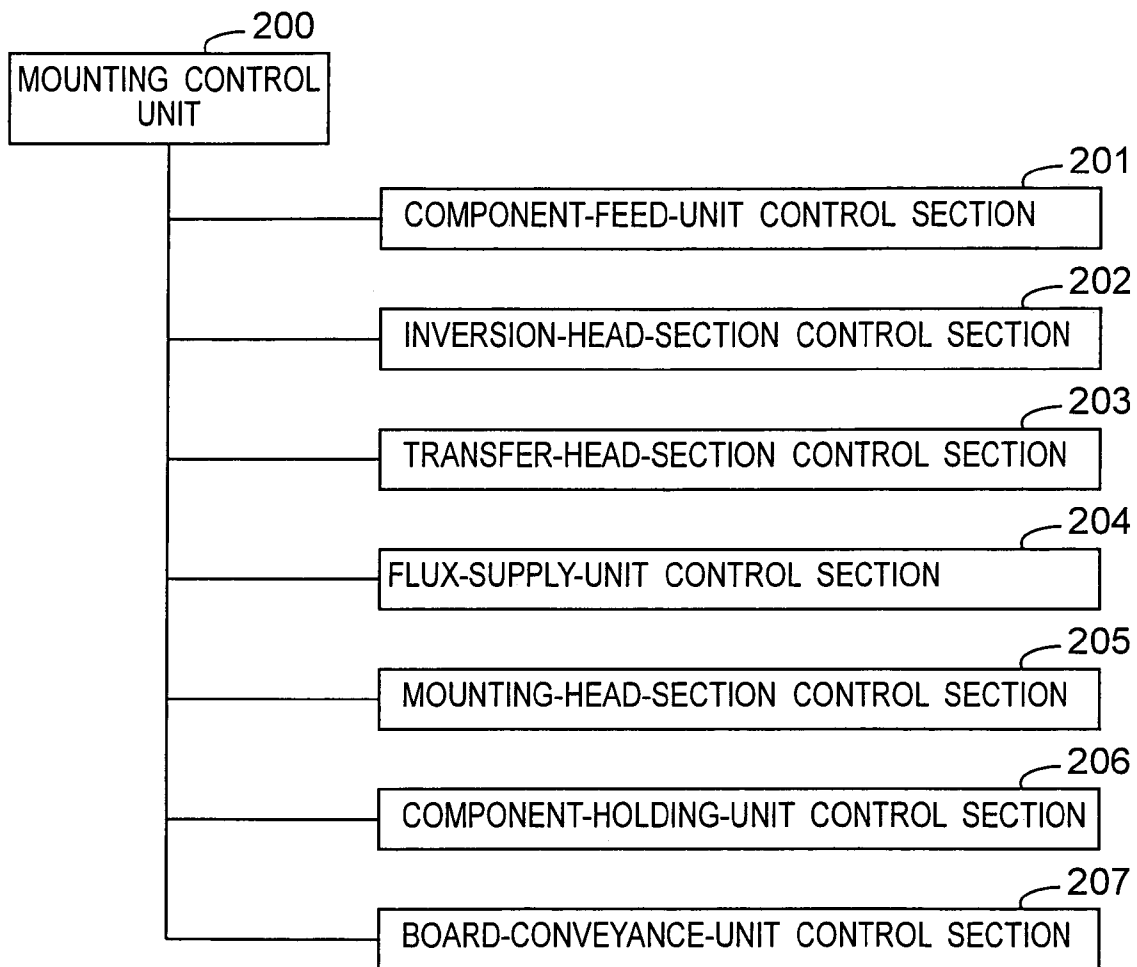 200
MOUNTING CONTROL
UNIT
201
COMPONENT-FEED-UNIT CONTROL SECTION
202
INVERSION-HEAD-SECTION CONTROL SECTION
203
TRANSFER-HEAD-SECTION CONTROL SECTION
204
FLUX-SUPPLY-UNIT CONTROL SECTION
205
MOUNTING-HEAD-SECTION CONTROL SECTION
206
COMPONENT-HOLDING-UNIT CONTROL SECTION
207
BOARD-CONVEYANCE-UNIT CONTROL SECTION